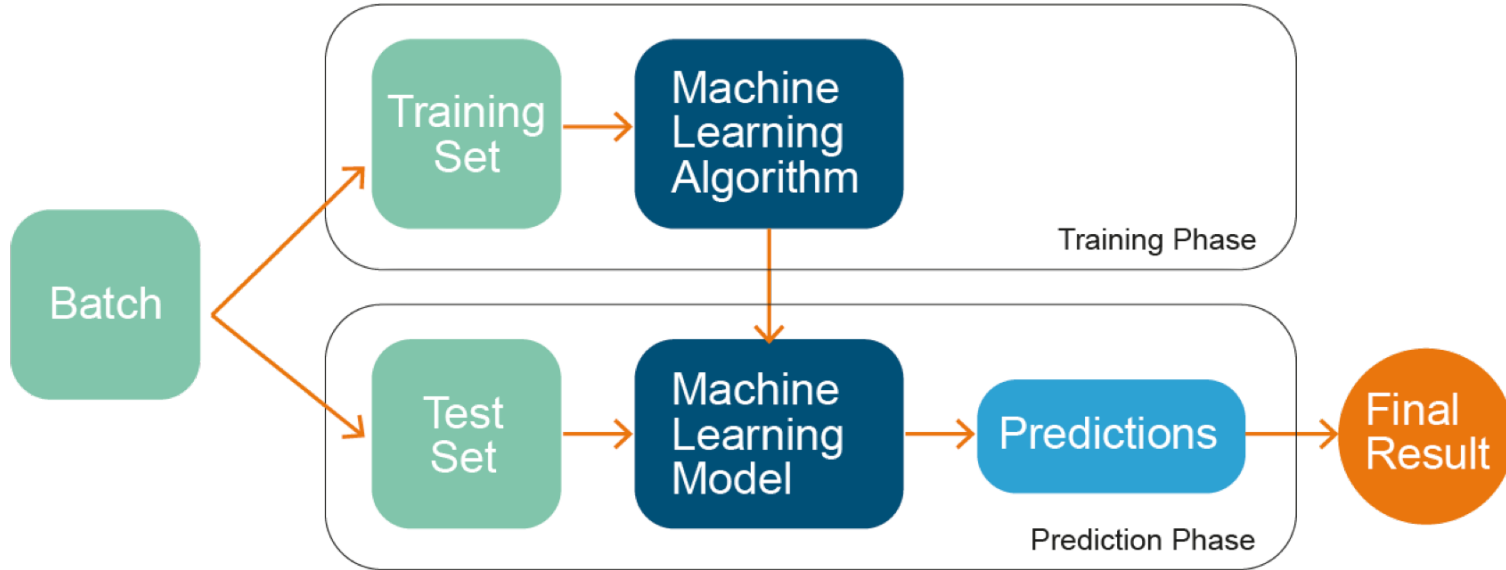 Training
Set
Machine
Learning
Algorithm
Training Phase
Batch
Test
Set
Machine
Learning
Model
Predictions
Final
Result
Prediction Phase